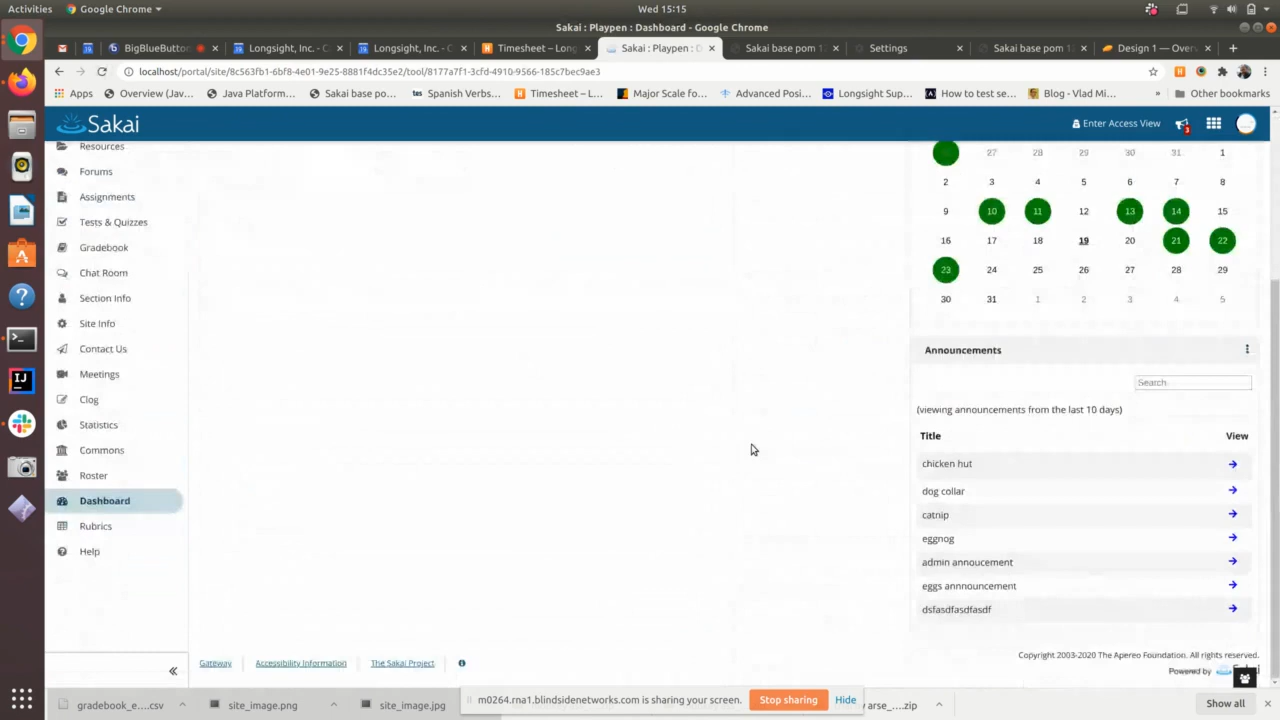 Activities Google Chrome Wed 15:15
Sakai : Playpen : Dashboard - Google Chrome
BigBlueButto Longsight, Inc. - C Longsight, Inc. - C Timesheet – Long Sakai : Playpen : D Sakai base pom 1 Settings Sakai base pom 1 Design 1 — Over
localhost/portal/site/8c563fb1-6bf8-4e01-9e25-8881f4dc35e2/tool/8177a7f1-3cfd-4910-9566-185c7bec9ae3
Apps Overview (Jav... Java Platform... Sakai base po... Spanish Verbs... Timesheet – L... Major Scale fo... Advanced Posi... Longsight Sup... How to test se... Blog - Vlad Mi... » Other bookmarks
Sakai Enter Access View
Resources
Forums
Assignments
Tests & Quizzes
Gradebook
Chat Room
Section Info
Site Info
Contact Us
Meetings
Clog
Statistics
Commons
Roster
Dashboard
Rubrics
Help
27 28 29 30 31 1
2 3 4 5 6 7 8
9 10 11 12 13 14 15
16 17 18 19 20 21 22
23 24 25 26 27 28 29
30 31 1 2 3 4 5
Announcements
Search
(viewing announcements from the last 10 days)
Title View
chicken hut
dog collar
catnip
eggnog
admin annoucement
eggs annnouncement
dsfasdfasdfasdf
Gateway Accessibility Information The Sakai Project
Copyright 2003-2020 The Apereo Foundation. All rights reserved.
Powered by Sakai
gradebook_e....csv site_image.png site_image.jpg m0264.rna1.blindsidenetworks.com is sharing your screen. Stop sharing Hide arse_....zip Show all